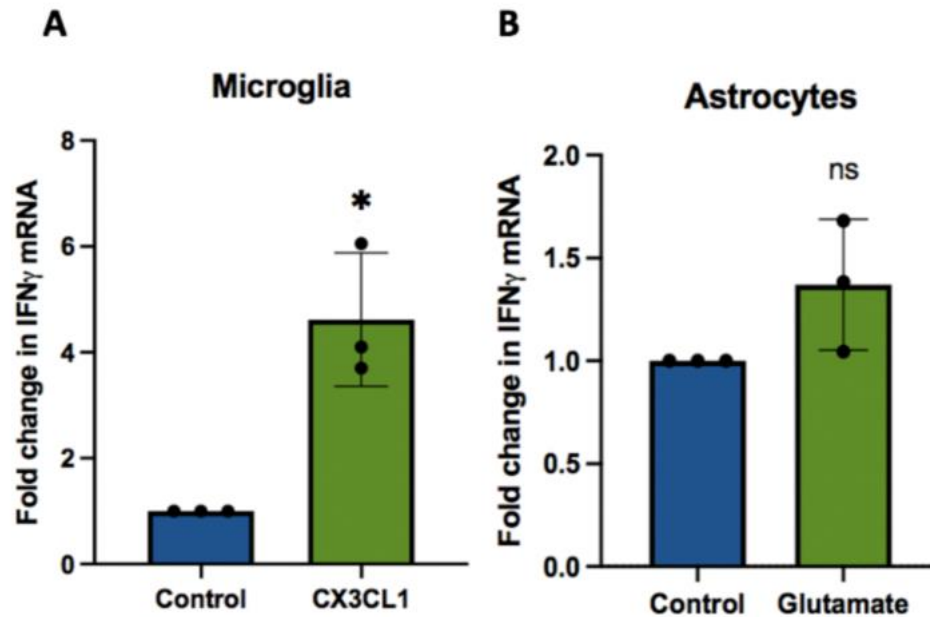 A
Microglia
Fold change in IFNγ mRNA
8
6
4
2
0
*
Control
CX3CL1
B
Astrocytes
Fold change in IFNγ mRNA
2.0
1.5
1.0
0.5
0.0
ns
Control
Glutamate